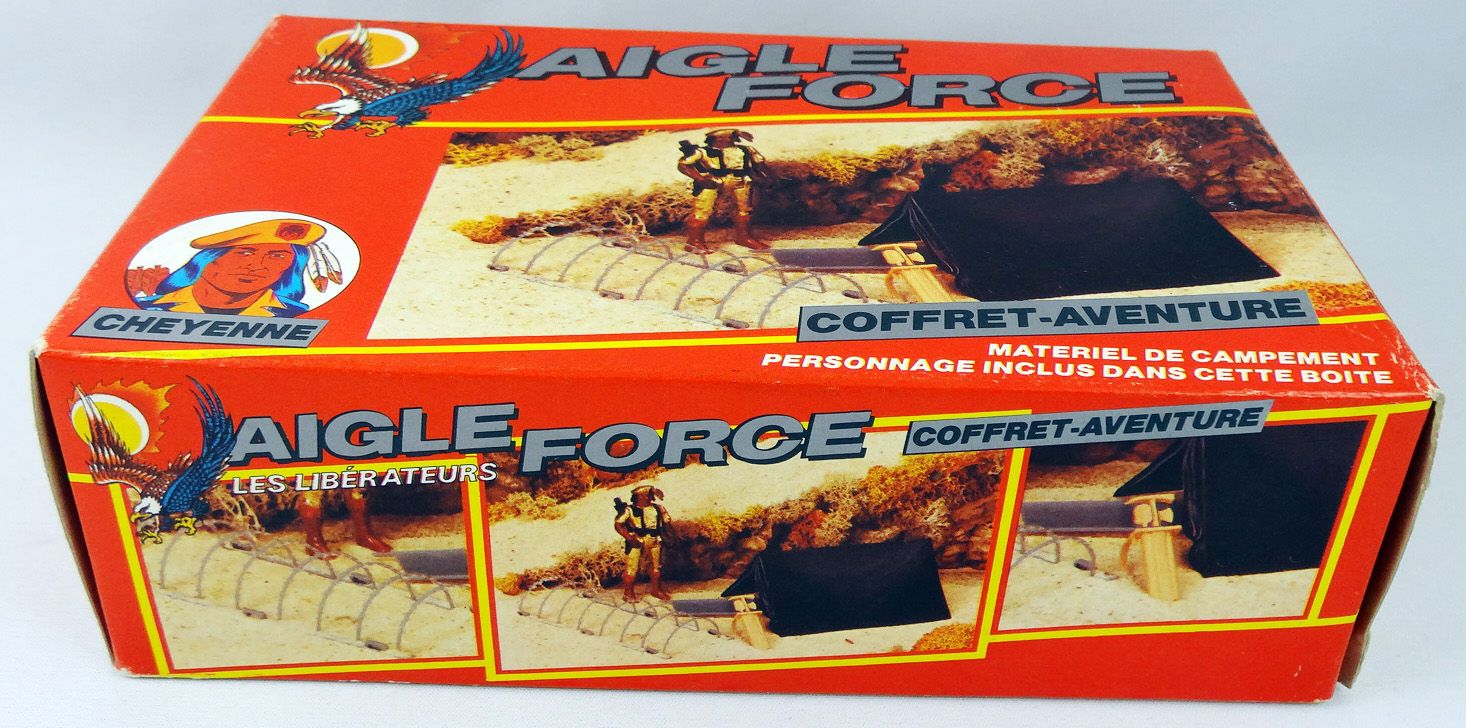 AIGLE
FORCE
CHEYENNE
COFFRET-AVENTURE
MATERIEL DE CAMPEMENT
PERSONNAGE INCLUS DANS CETTE BOITE
AIGLE FORCE COFFRET-AVENTURE
LES LIBÉRATEURS